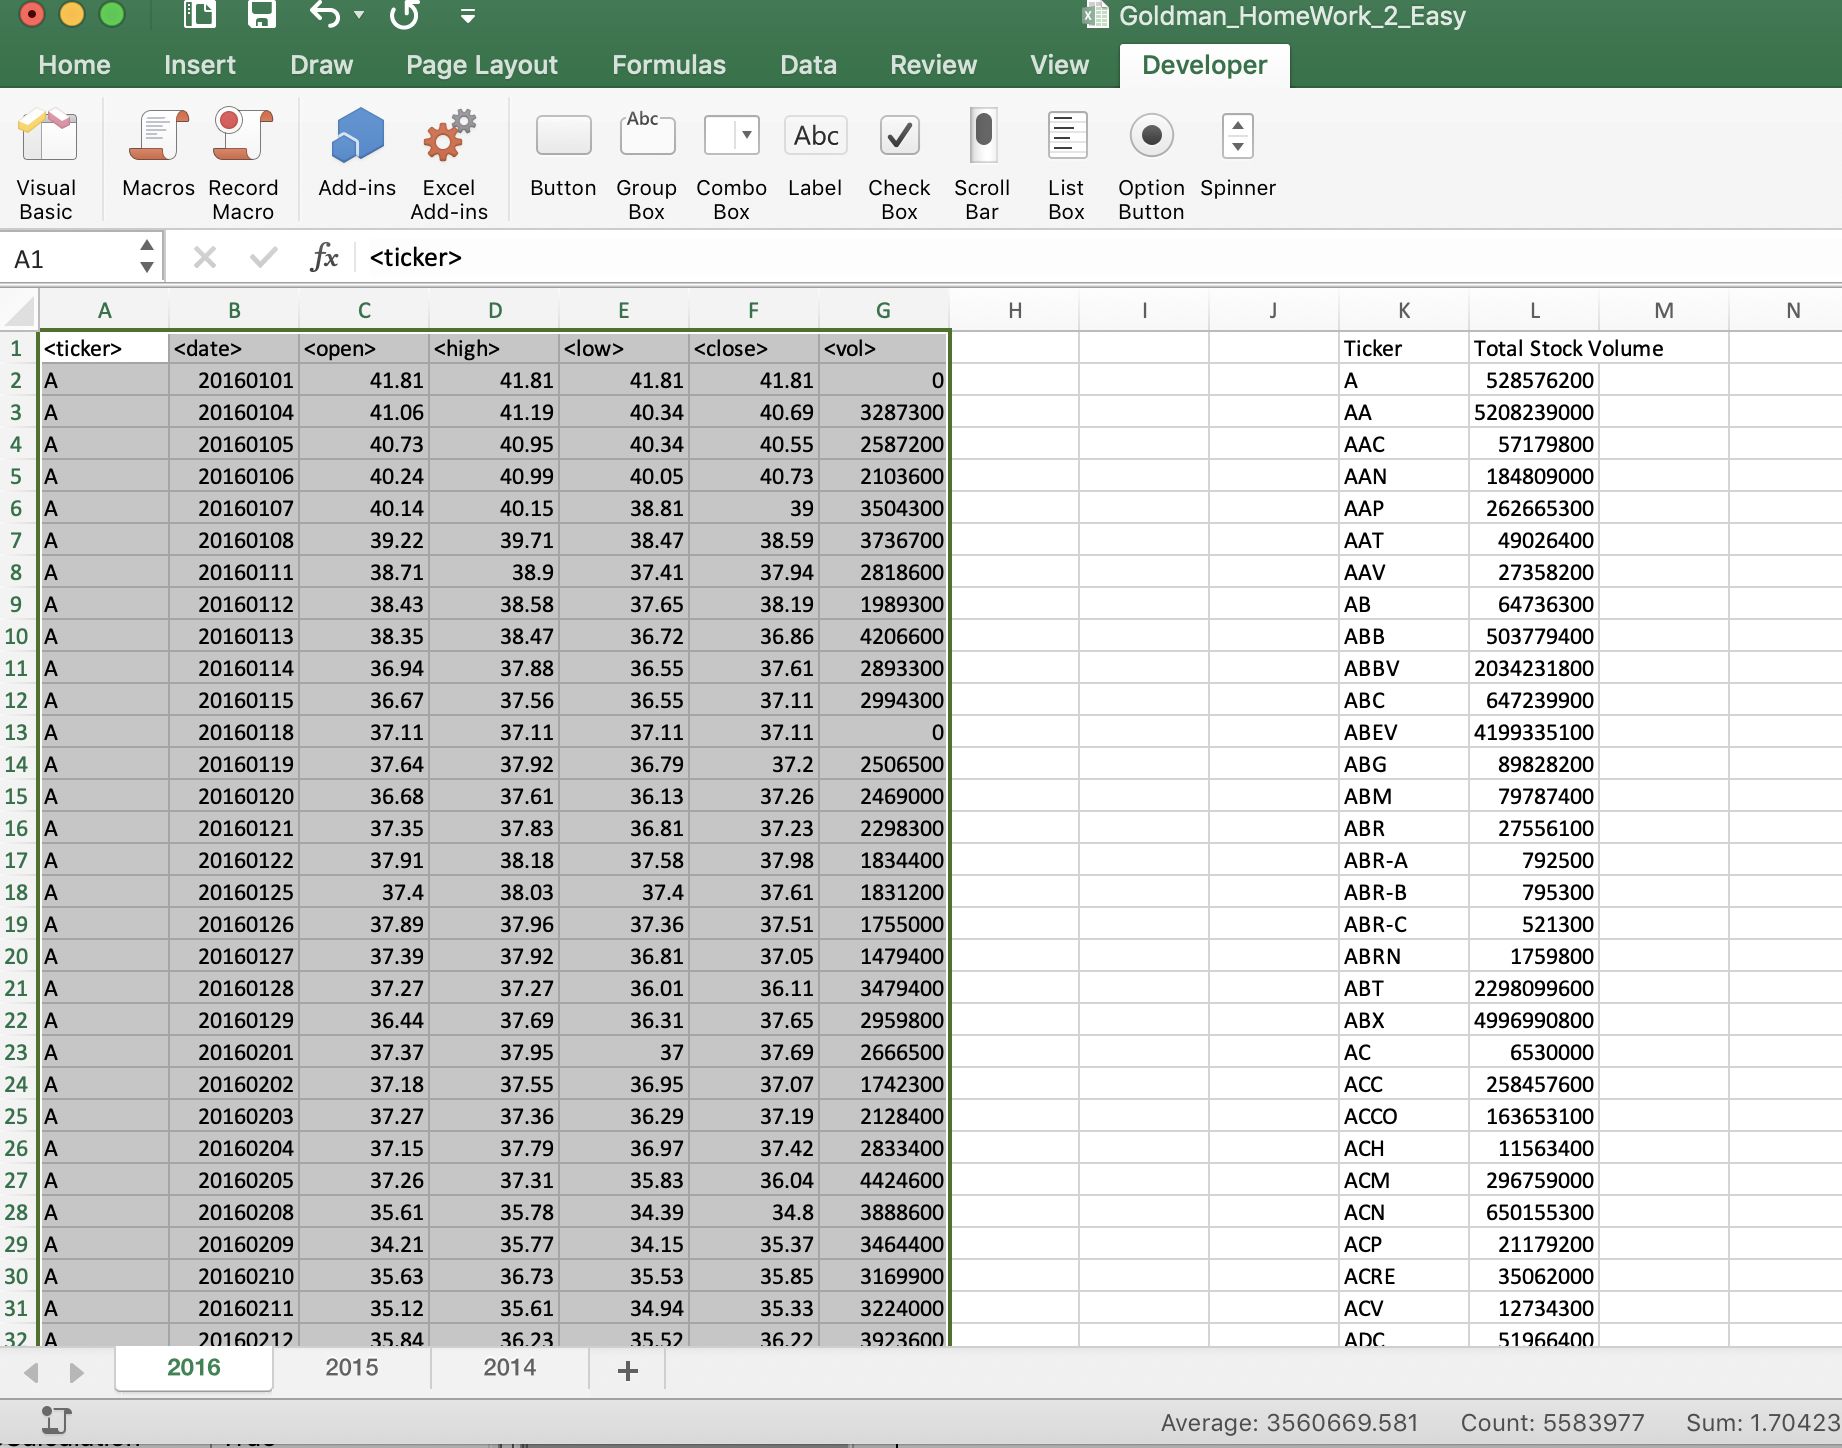 Goldman_HomeWork_2_Easy
Home Insert Draw Page Layout Formulas Data Review View Developer
Abc Abc
Visual Basic Macros Record Macro Add-ins Excel Add-ins Button Group Box Combo Box Label Check Box Scroll Bar List Box Option Button Spinner
A1 fx <ticker>
A B C D E F G H I J K L M N
1 <ticker> <date> <open> <high> <low> <close> <vol> Ticker Total Stock Volume
2 A 20160101 41.81 41.81 41.81 41.81 0 A 528576200
3 A 20160104 41.06 41.19 40.34 40.69 3287300 AA 5208239000
4 A 20160105 40.73 40.95 40.34 40.55 2587200 AAC 57179800
5 A 20160106 40.24 40.99 40.05 40.73 2103600 AAN 184809000
6 A 20160107 40.14 40.15 38.81 39 3504300 AAP 262665300
7 A 20160108 39.22 39.71 38.47 38.59 3736700 AAT 49026400
8 A 20160111 38.71 38.9 37.41 37.94 2818600 AAV 27358200
9 A 20160112 38.43 38.58 37.65 38.19 1989300 AB 64736300
10 A 20160113 38.35 38.47 36.72 36.86 4206600 ABB 503779400
11 A 20160114 36.94 37.88 36.55 37.61 2893300 ABBV 2034231800
12 A 20160115 36.67 37.56 36.55 37.11 2994300 ABC 647239900
13 A 20160118 37.11 37.11 37.11 37.11 0 ABEV 4199335100
14 A 20160119 37.64 37.92 36.79 37.2 2506500 ABG 89828200
15 A 20160120 36.68 37.61 36.13 37.26 2469000 ABM 79787400
16 A 20160121 37.35 37.83 36.81 37.23 2298300 ABR 27556100
17 A 20160122 37.91 38.18 37.58 37.98 1834400 ABR-A 792500
18 A 20160125 37.4 38.03 37.4 37.61 1831200 ABR-B 795300
19 A 20160126 37.89 37.96 37.36 37.51 1755000 ABR-C 521300
20 A 20160127 37.39 37.92 36.81 37.05 1479400 ABRN 1759800
21 A 20160128 37.27 37.27 36.01 36.11 3479400 ABT 2298099600
22 A 20160129 36.44 37.69 36.31 37.65 2959800 ABX 4996990800
23 A 20160201 37.37 37.95 37 37.69 2666500 AC 6530000
24 A 20160202 37.18 37.55 36.95 37.07 1742300 ACC 258457600
25 A 20160203 37.27 37.36 36.29 37.19 2128400 ACCO 163653100
26 A 20160204 37.15 37.79 36.97 37.42 2833400 ACH 11563400
27 A 20160205 37.26 37.31 35.83 36.04 4424600 ACM 296759000
28 A 20160208 35.61 35.78 34.39 34.8 3888600 ACN 650155300
29 A 20160209 34.21 35.77 34.15 35.37 3464400 ACP 21179200
30 A 20160210 35.63 36.73 35.53 35.85 3169900 ACRE 35062000
31 A 20160211 35.12 35.61 34.94 35.33 3224000 ACV 12734300
32 A 20160212 35.84 36.23 35.52 36.22 3923600 ADC 51966400
2016 2015 2014 +
Average: 3560669.581 Count: 5583977 Sum: 1.70423